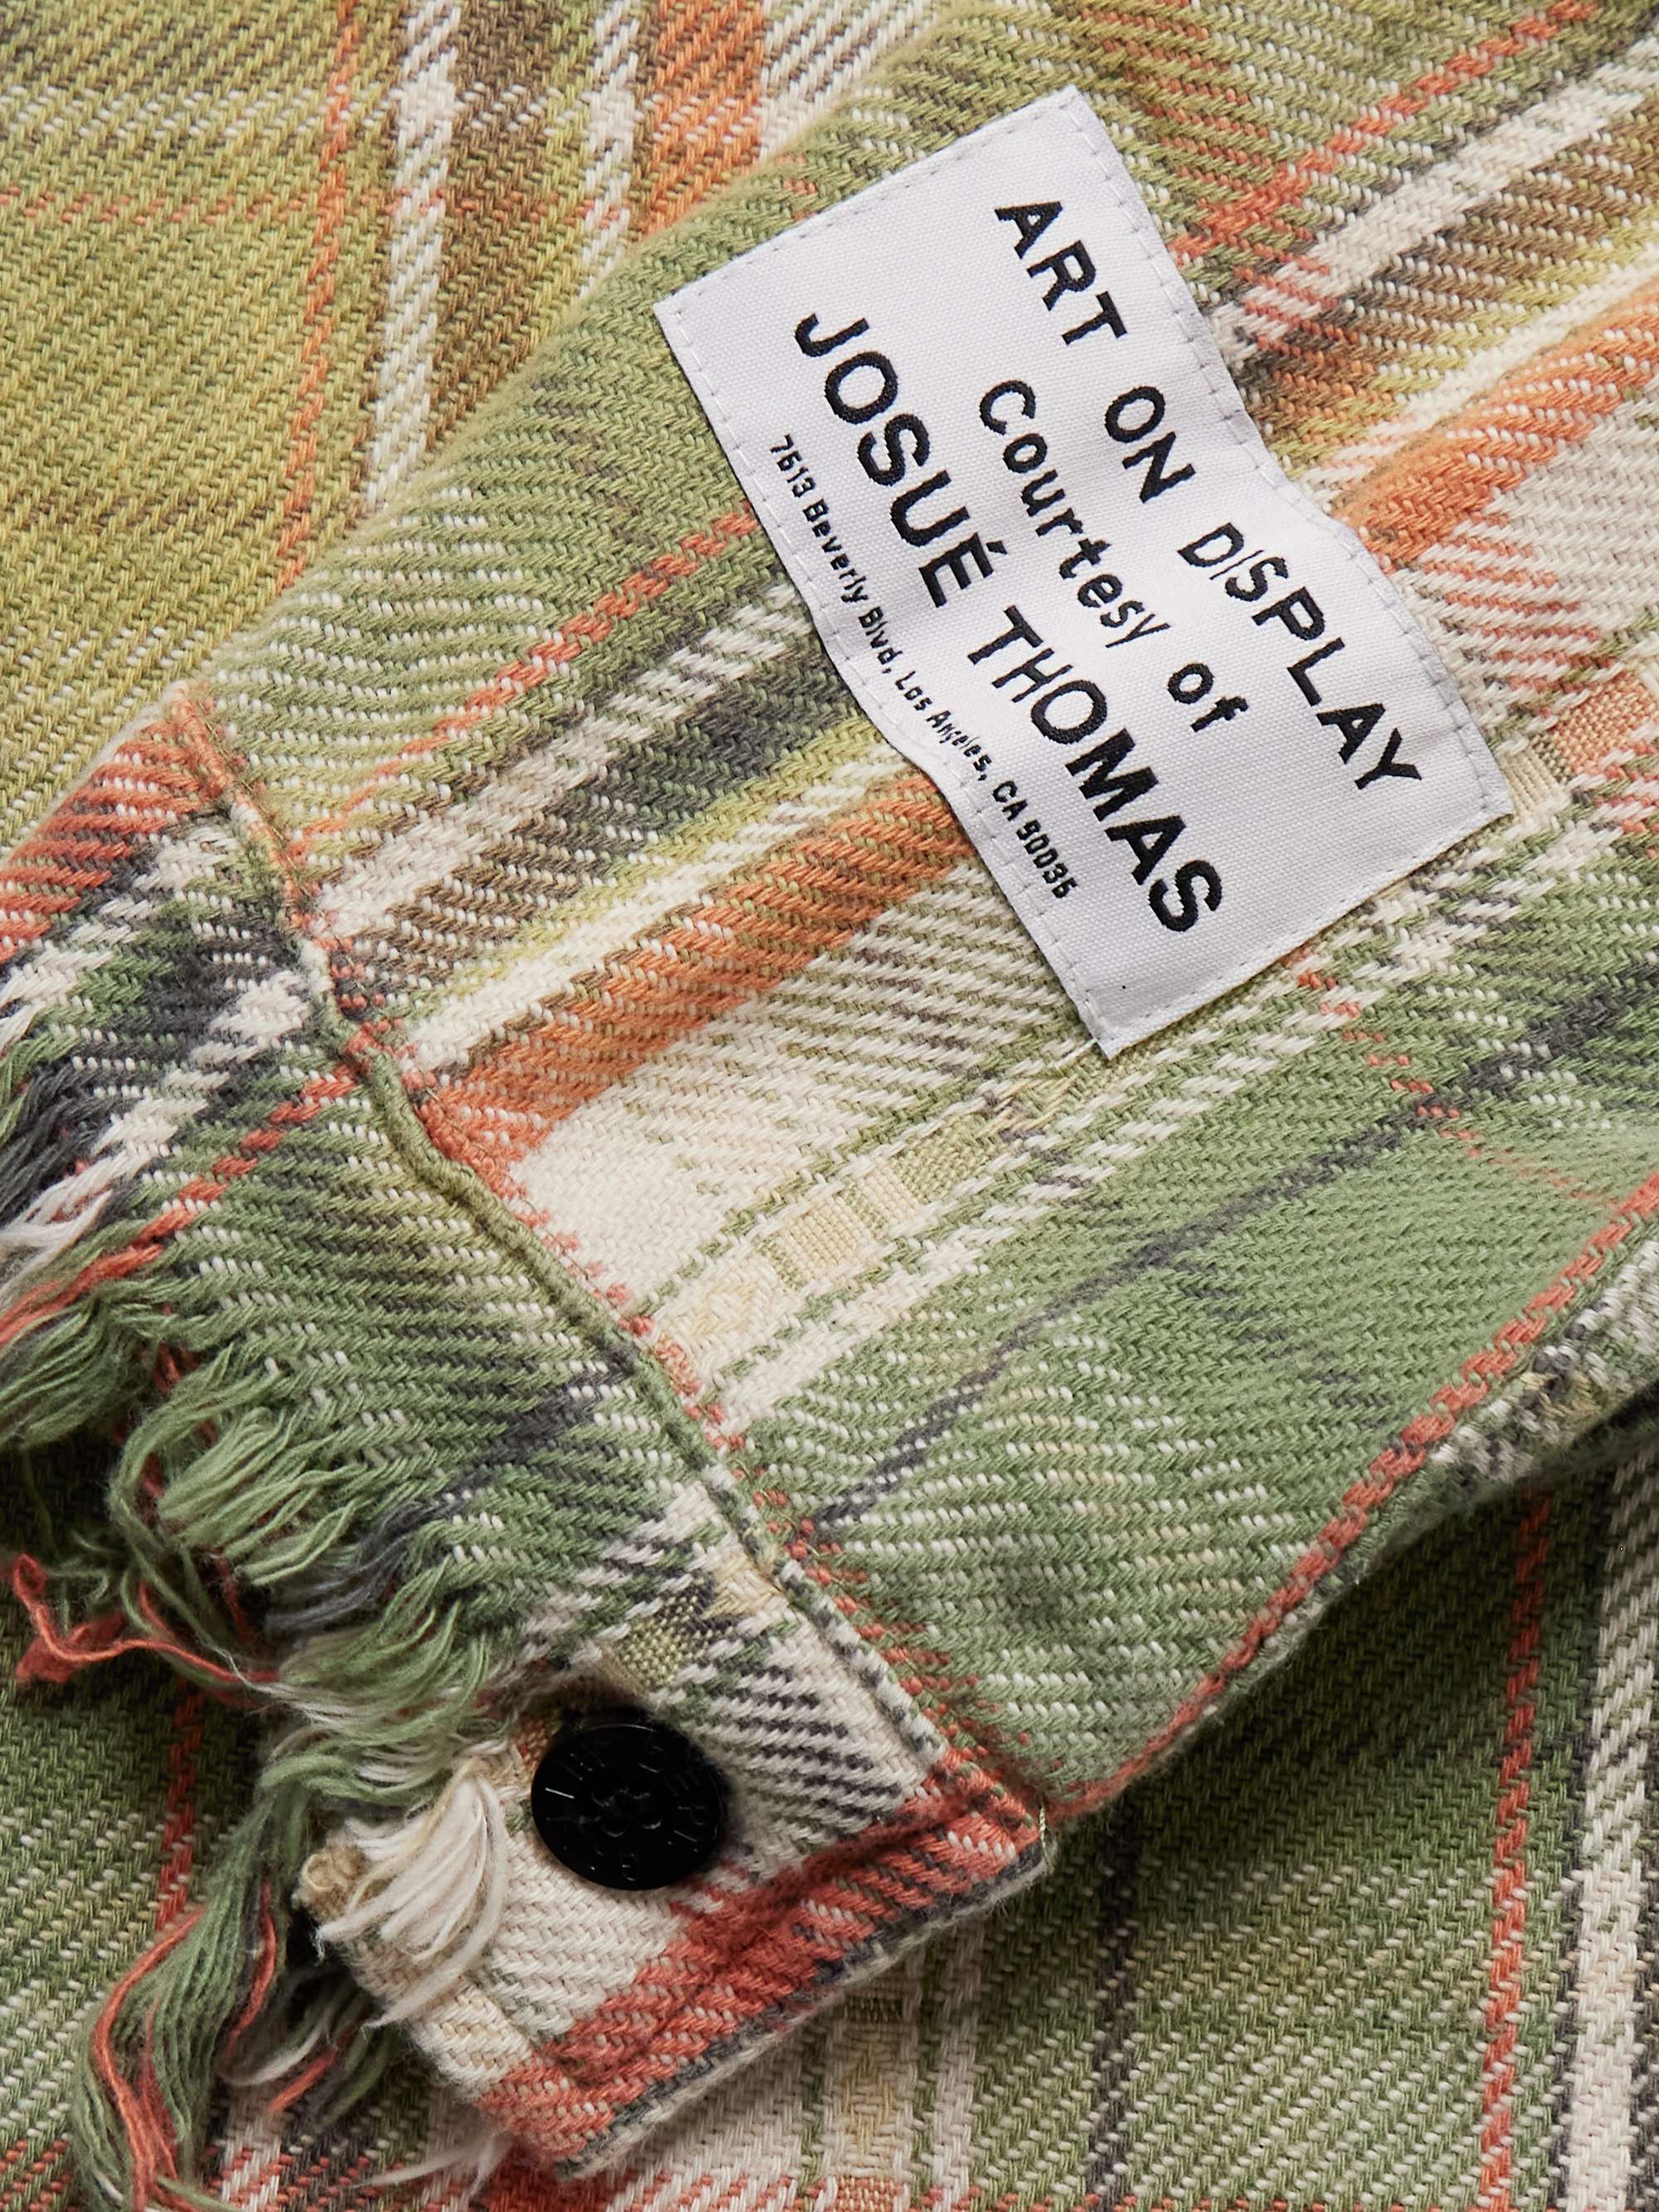 ART ON DISPLAY
Courtesy of
JOSUÉ THOMAS
7513 Beverly Blvd, Los Angeles, CA 90036